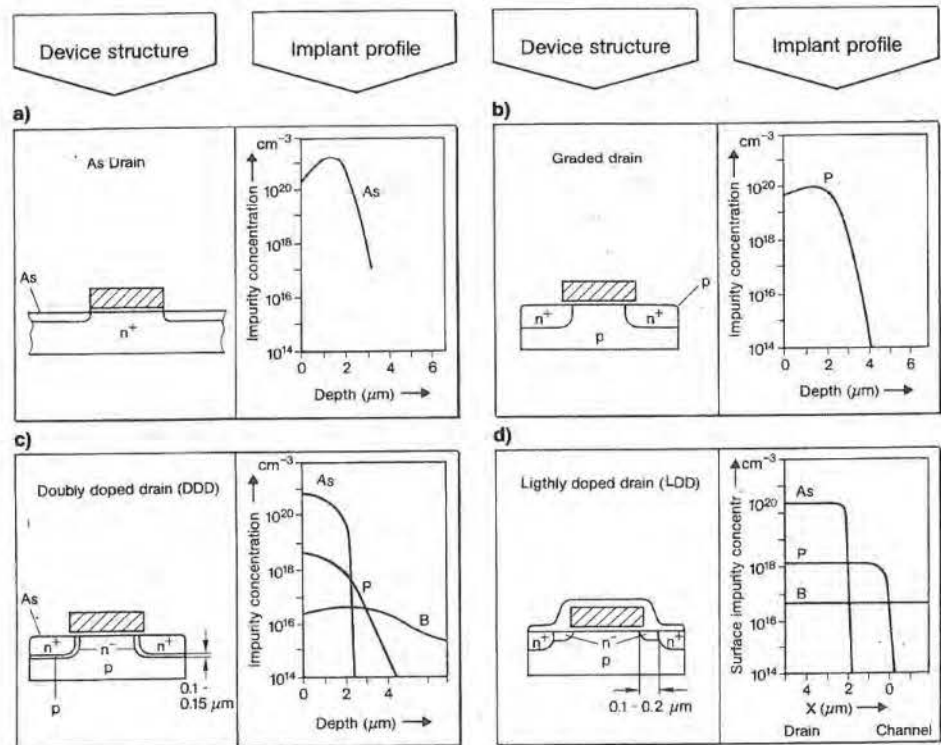 Device structure
Implant profile
Device structure
Implant profile
a)
As Drain
As
n+
cm−3
Impurity concentration
As
10^20
10^18
10^16
10^14
0 2 4 6
Depth (μm)
b)
Graded drain
p
n+ n+
p
cm−3
Impurity concentration
P
10^20
10^18
10^16
10^14
0 2 4 6
Depth (μm)
c)
Doubly doped drain (DDD)
As
n+ n− n+
p
p
0.1 -
0.15 μm
cm−3
Impurity concentration
As
10^20
10^18
P
B
10^16
10^14
0 2 4 6
Depth (μm)
d)
Ligthly doped drain (LDD)
n+ n− n+
p
0.1 - 0.2 μm
cm−3
Surface impurity concentr
As
10^20
P
10^18
B
10^16
10^14
5 2 0
X (μm)
Drain Channel